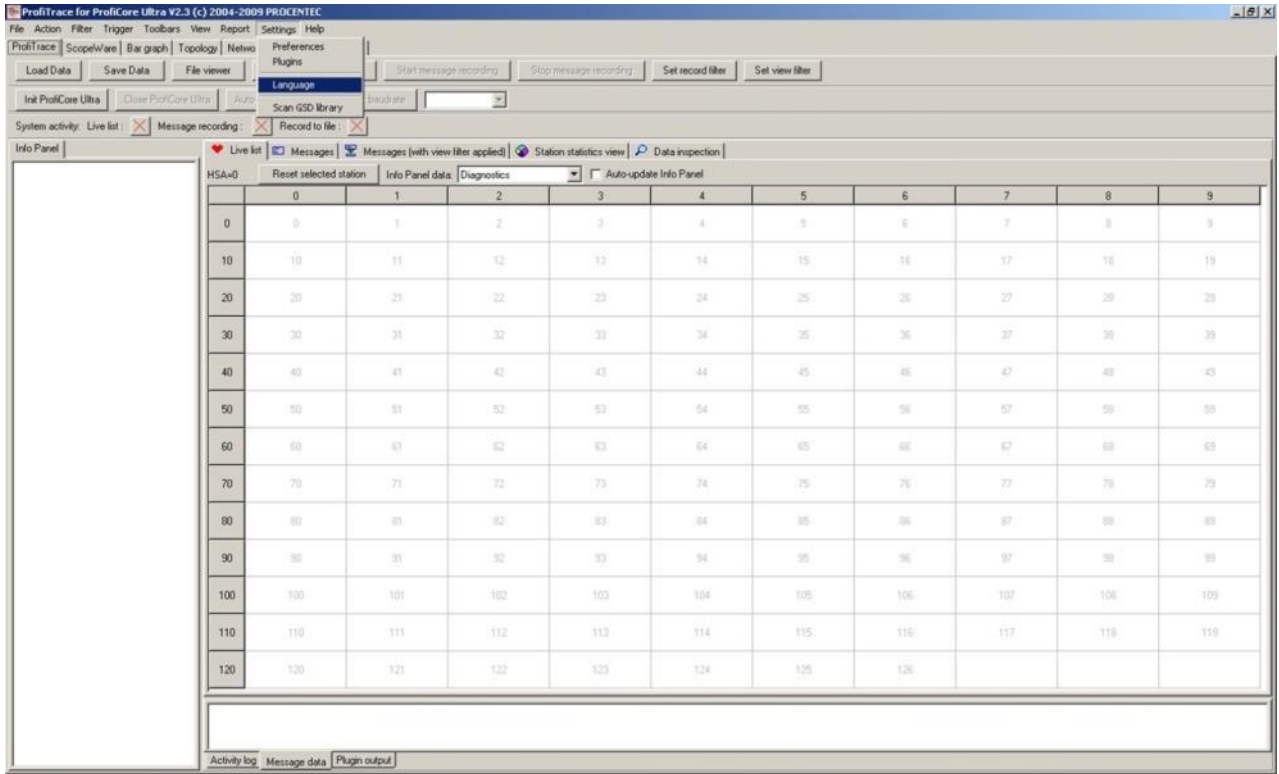 ProfiTrace for ProfiCore Ultra V2.3 (c) 2004-2009 PROCENTEC
File Action Filter Trigger Toolbars View Report Settings Help
ProfiTrace ScopeWare Bar graph Topology Netwo
Preferences
Plugins
Language
Scan GSD library
Load Data Save Data File viewer Start message recording Stop message recording Set record filter Set view filter
Init ProfiCore Ultra Close ProfiCore Ultra Auto baudrate
System activity: Live list : Message recording : Record to file :
Info Panel
Live list Messages Messages (with view filter applied) Station statistics view Data inspection
HSA=0 Reset selected station Info Panel data: Diagnostics Auto-update Info Panel
0 1 2 3 4 5 6 7 8 9
0 0 1 2 3 4 5 6 7 8 9
10 10 11 12 13 14 15 16 17 18 19
20 20 21 22 23 24 25 26 27 28 29
30 30 31 32 33 34 35 36 37 38 39
40 40 41 42 43 44 45 46 47 48 49
50 50 51 52 53 54 55 56 57 58 59
60 60 61 62 63 64 65 66 67 68 69
70 70 71 72 73 74 75 76 77 78 79
80 80 81 82 83 84 85 86 87 88 89
90 90 91 92 93 94 95 96 97 98 99
100 100 101 102 103 104 105 106 107 108 109
110 110 111 112 113 114 115 116 117 118 119
120 120 121 122 123 124 125 126
Activity log Message data Plugin output